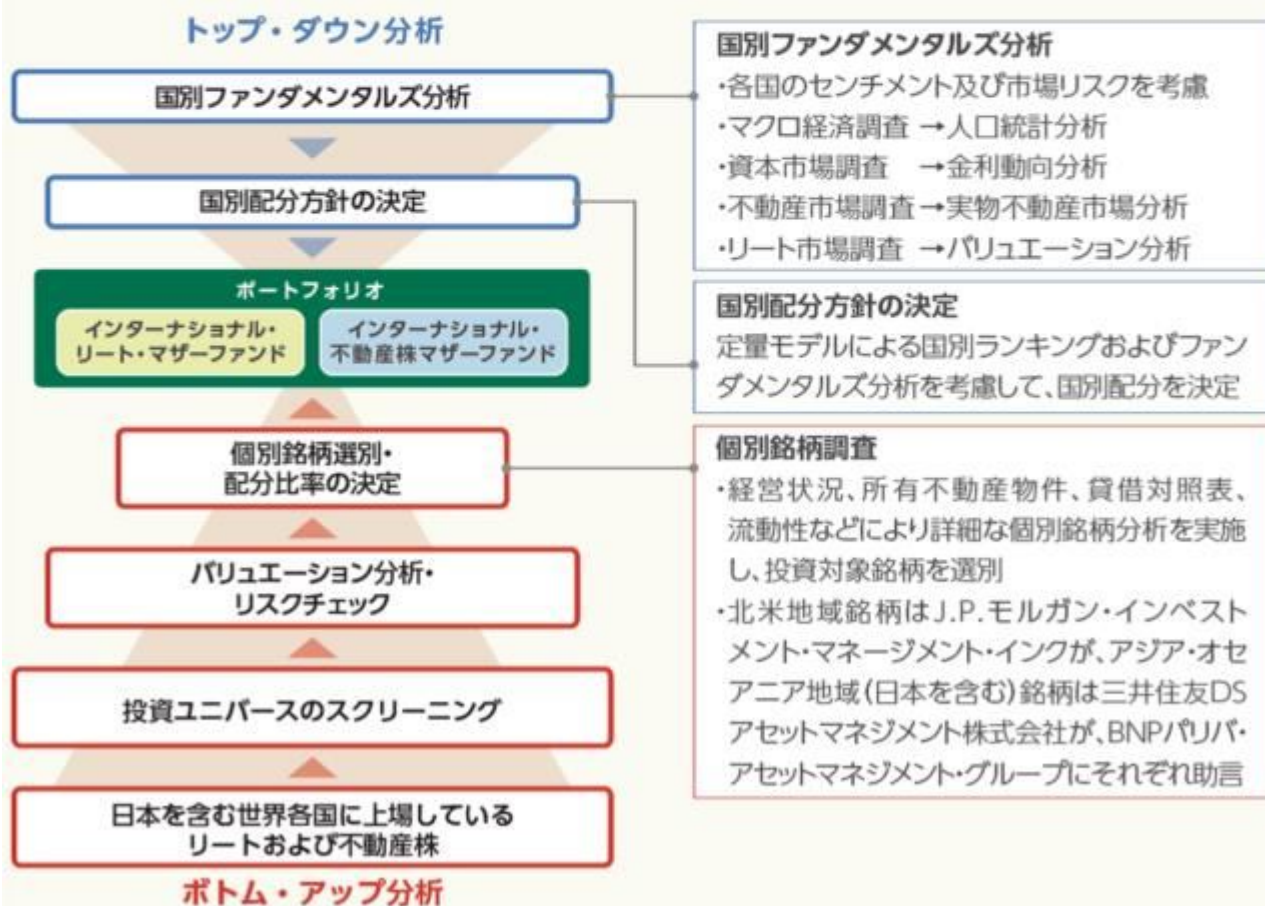 トップ・ダウン分析
国別ファンダメンタルズ分析
国別配分方針の決定
ポートフォリオ
インターナショナル・
リート・マザーファンド
インターナショナル・
不動産株マザーファンド
個別銘柄選別・
配分比率の決定
バリュエーション分析・
リスクチェック
投資ユニバースのスクリーニング
日本を含む世界各国に上場している
リートおよび不動産株
ボトム・アップ分析
国別ファンダメンタルズ分析
・各国のセンチメント及び市場リスクを考慮
・マクロ経済調査 →人口統計分析
・資本市場調査 →金利動向分析
・不動産市場調査→実物不動産市場分析
・リート市場調査 →バリュエーション分析
国別配分方針の決定
定量モデルによる国別ランキングおよびファン
ダメンタルズ分析を考慮して、国別配分を決定
個別銘柄調査
・経営状況、所有不動産物件、貸借対照表、
流動性などにより詳細な個別銘柄分析を実施
し、投資対象銘柄を選別
・北米地域銘柄はJ.P.モルガン・インベスト
メント・マネージメント・インクが、アジア・オセ
アニア地域(日本を含む)銘柄は三井住友DS
アセットマネジメント株式会社が、BNPパリバ・
アセットマネジメント・グループにそれぞれ助言